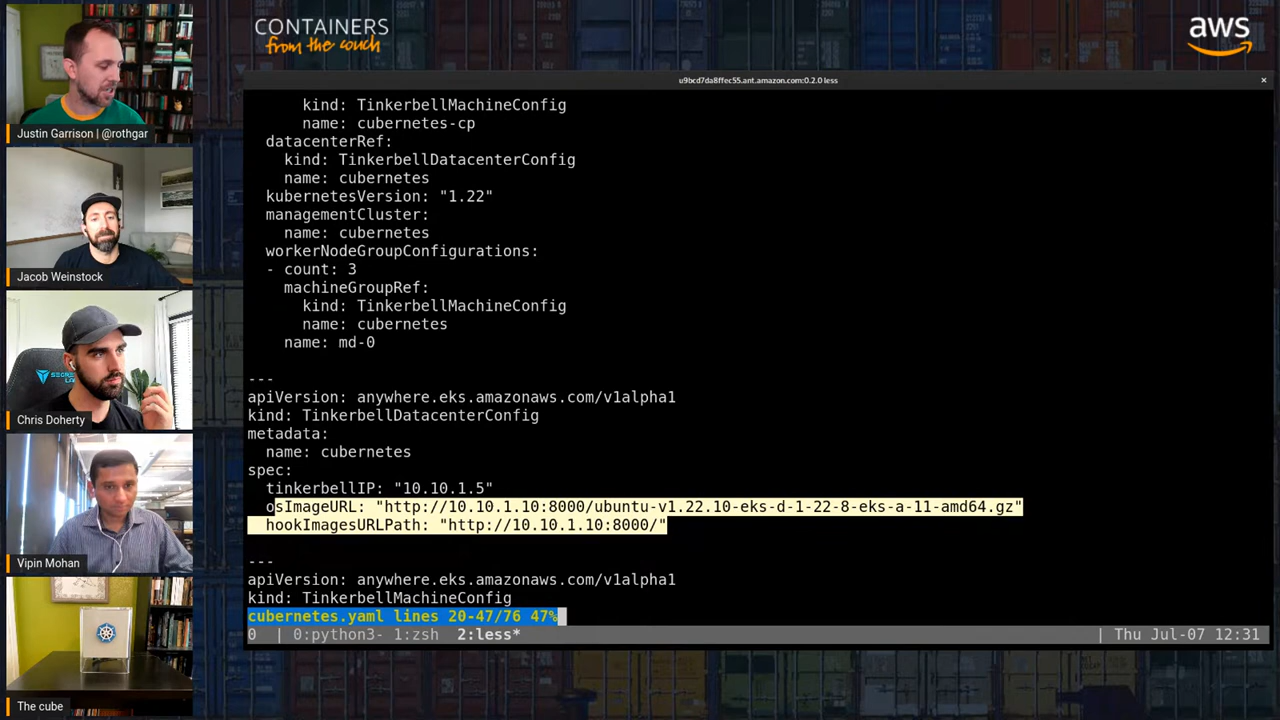 CONTAINERS
from the couch
aws
Justin Garrison | @rothgar
Jacob Weinstock
Chris Doherty
Vipin Mohan
The cube
u9bcd7da8ffec55.ant.amazon.com:0.2.0 less
kind: TinkerbellMachineConfig
name: cubernetes-cp
datacenterRef:
kind: TinkerbellDatacenterConfig
name: cubernetes
kubernetesVersion: "1.22"
managementCluster:
name: cubernetes
workerNodeGroupConfigurations:
- count: 3
machineGroupRef:
kind: TinkerbellMachineConfig
name: cubernetes
name: md-0
---
apiVersion: anywhere.eks.amazonaws.com/v1alpha1
kind: TinkerbellDatacenterConfig
metadata:
name: cubernetes
spec:
tinkerbellIP: "10.10.1.5"
osImageURL: "http://10.10.1.10:8000/ubuntu-v1.22.10-eks-d-1-22-8-eks-a-11-amd64.gz"
hookImagesURLPath: "http://10.10.1.10:8000/"
---
apiVersion: anywhere.eks.amazonaws.com/v1alpha1
kind: TinkerbellMachineConfig
cubernetes.yaml lines 20-47/76 47%
0 | 0:python3- 1:zsh 2:less* | Thu Jul-07 12:31